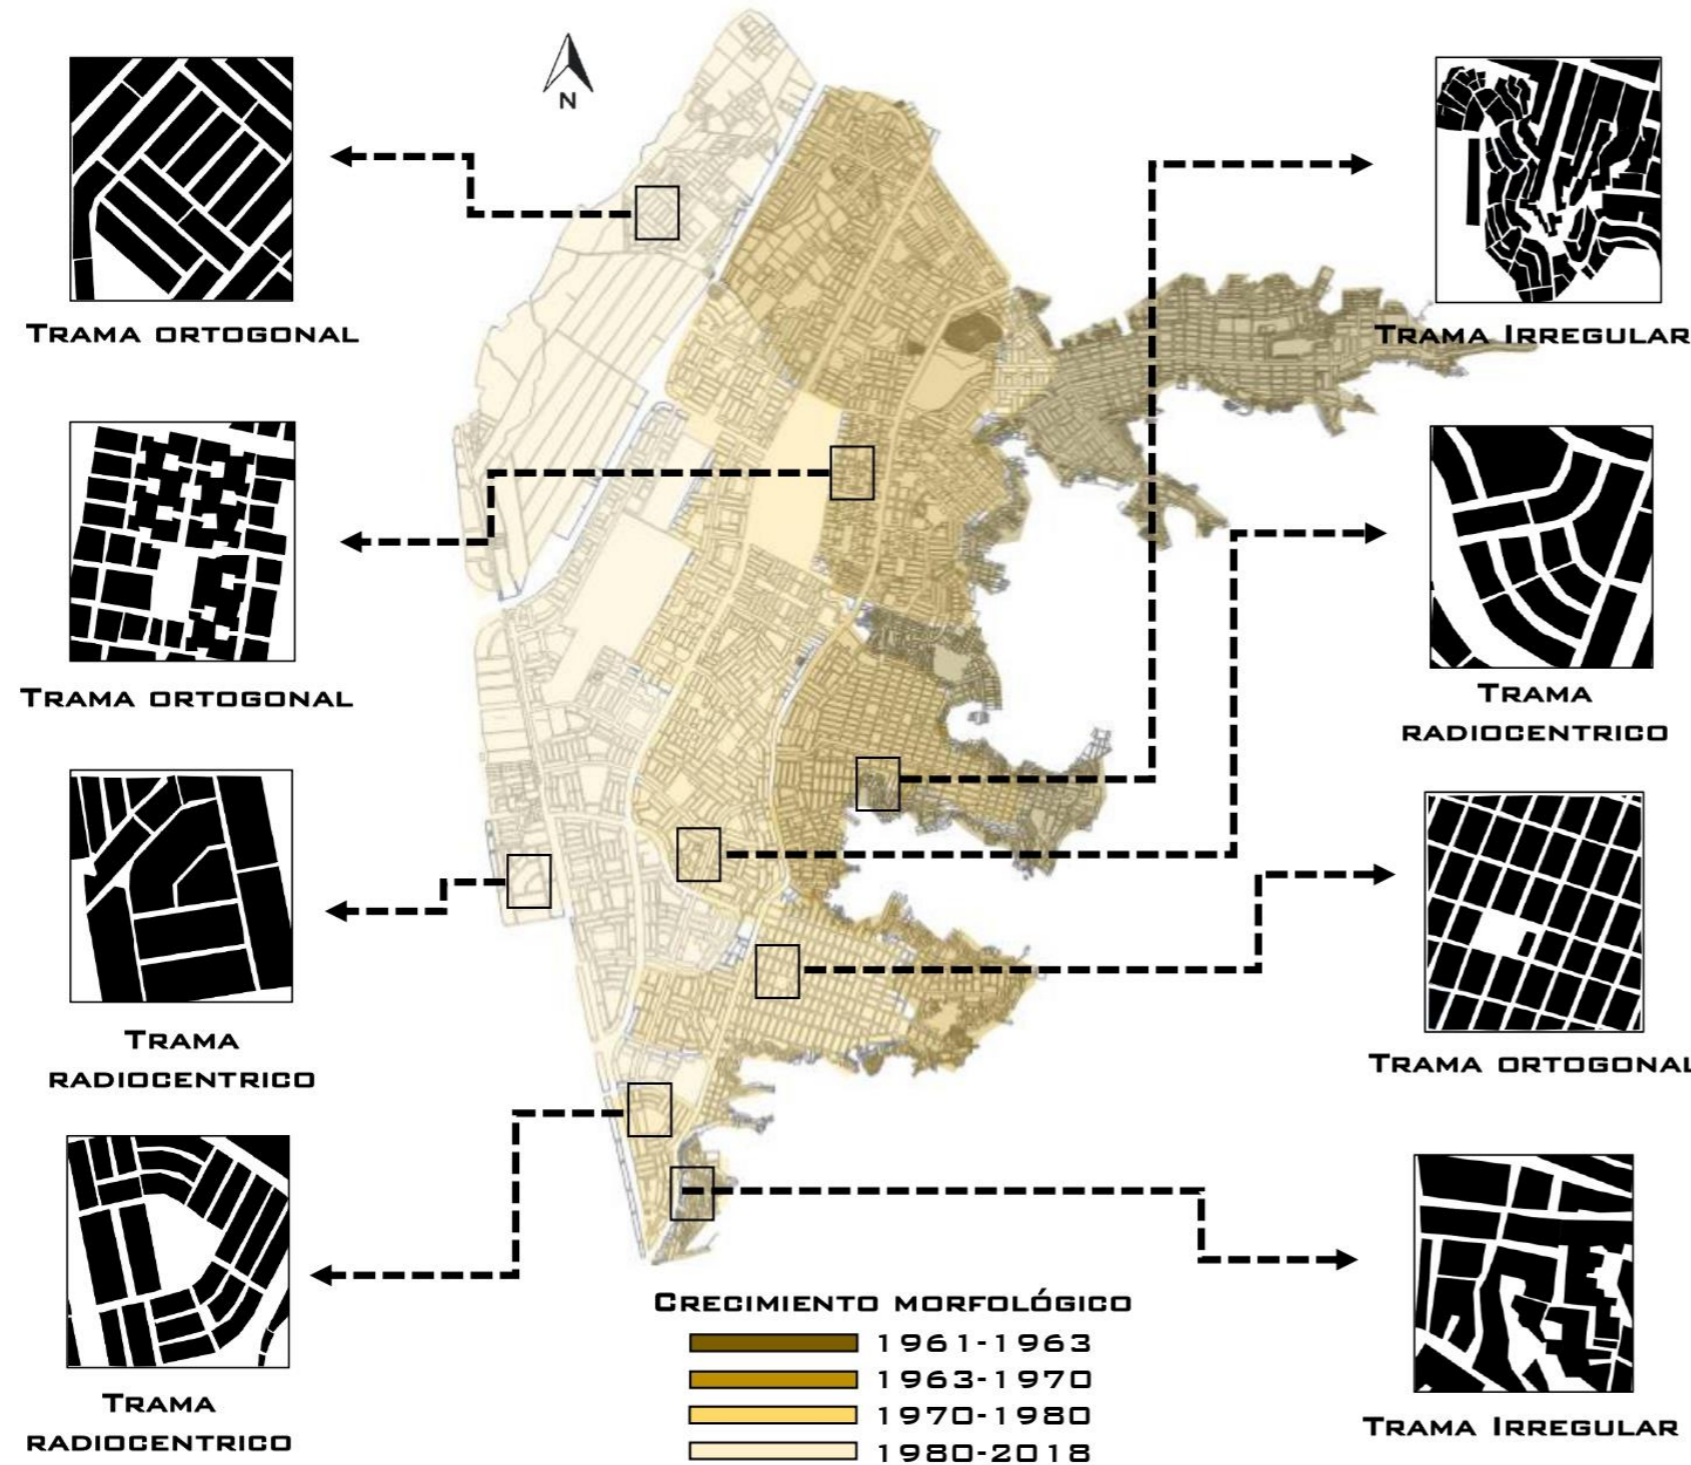 N
TRAMA ORTOGONAL
TRAMA ORTOGONAL
TRAMA
RADIOCENTRICO
TRAMA
RADIOCENTRICO
TRAMA IRREGULAR
TRAMA
RADIOCENTRICO
TRAMA ORTOGONAL
TRAMA IRREGULAR
CRECIMIENTO MORFOLÓGICO
1961-1963
1963-1970
1970-1980
1980-2018